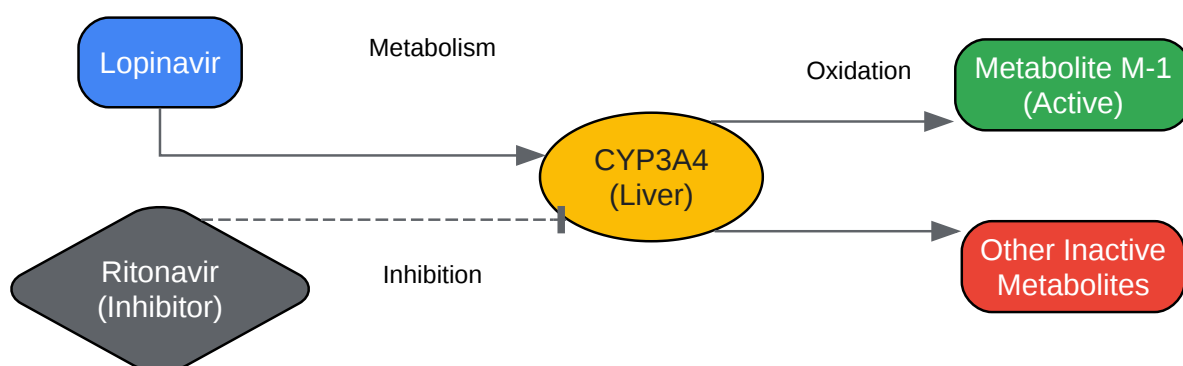 Lopinavir
Metabolism
Oxidation
Metabolite M-1
(Active)
CYP3A4
(Liver)
Ritonavir
(Inhibitor)
Inhibition
Other Inactive
Metabolites